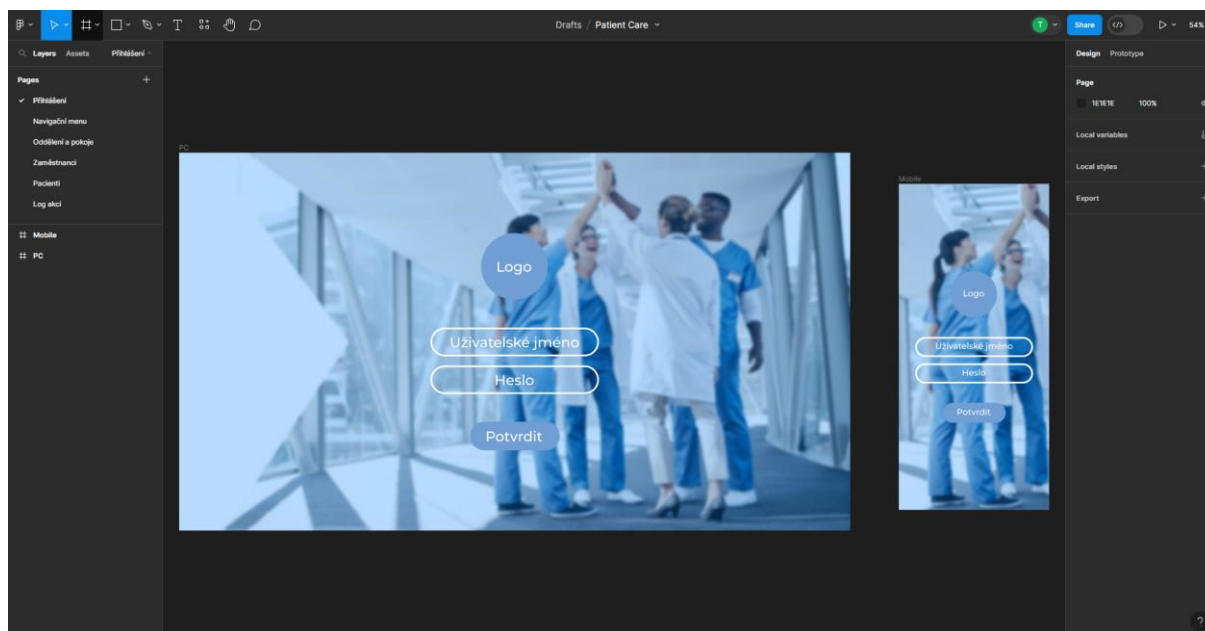 Drafts / Patient Care
T
Share
54%
Layers Assets Přihlášení
Pages
Přihlášení
Navigační menu
Oddělení a pokoje
Zaměstnanci
Pacienti
Log akcí
Mobile
PC
PC
Logo
Uživatelské jméno
Heslo
Potvrdit
Mobile
Logo
Uživatelské jméno
Heslo
Potvrdit
Design Prototype
Page
1E1E1E 100%
Local variables
Local styles
Export
?